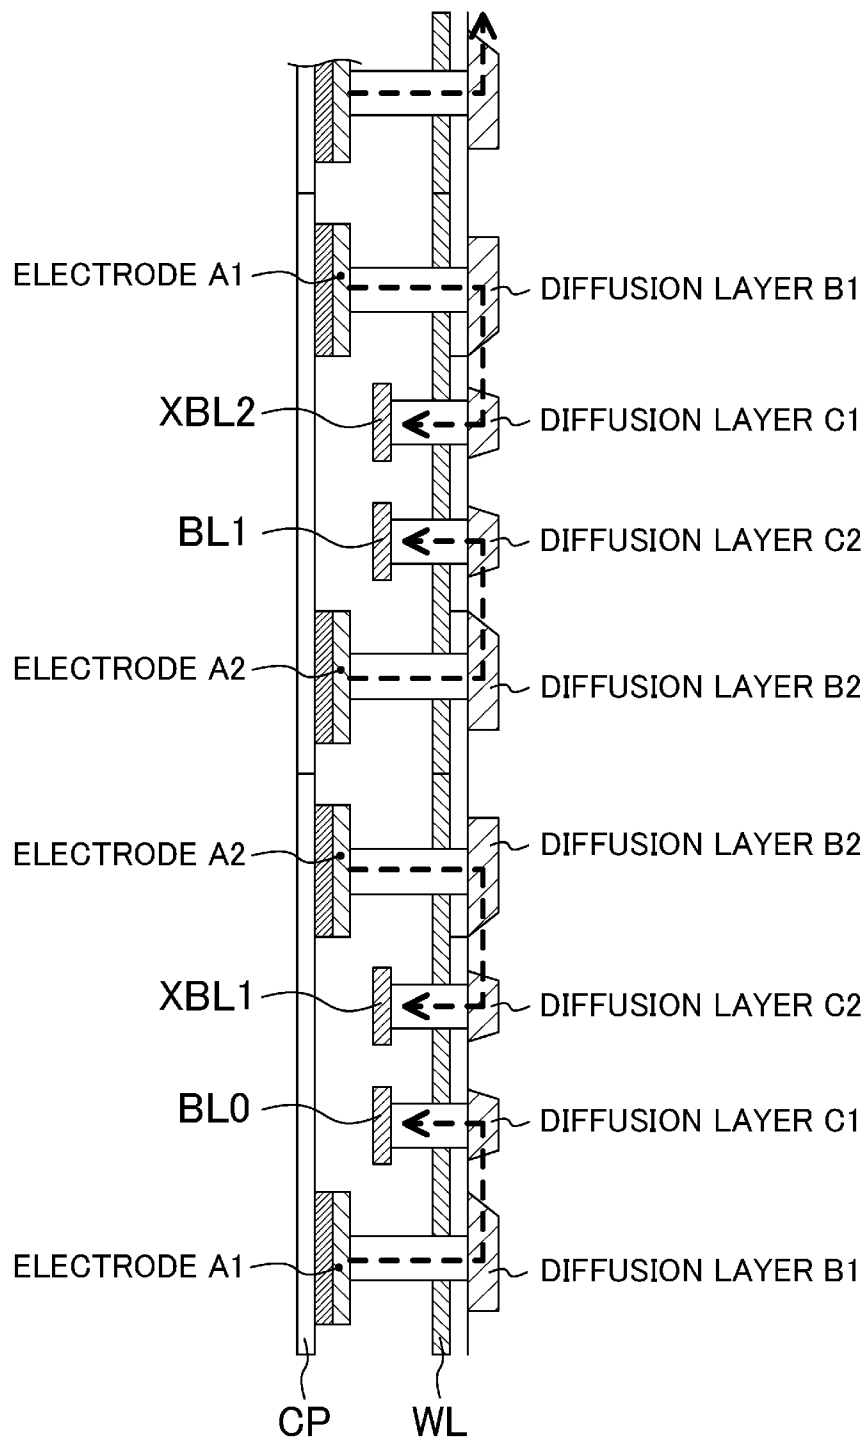 ELECTRODE A1
DIFFUSION LAYER B1
XBL2
DIFFUSION LAYER C1
BL1
DIFFUSION LAYER C2
ELECTRODE A2
DIFFUSION LAYER B2
ELECTRODE A2
DIFFUSION LAYER B2
XBL1
DIFFUSION LAYER C2
BL0
DIFFUSION LAYER C1
ELECTRODE A1
DIFFUSION LAYER B1
CP
WL